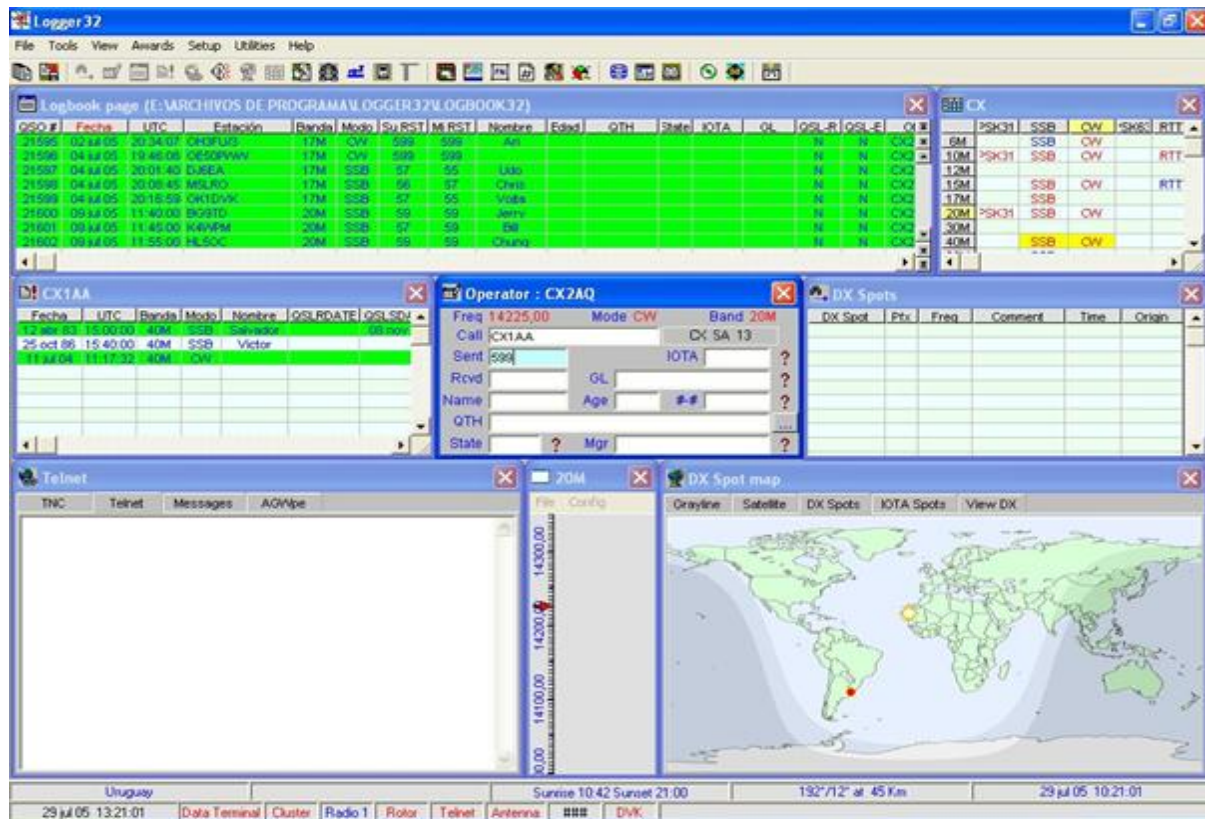 Logger32
File Tools View Awards Setup Utilities Help
Logbook page (E:\ARCHIVOS DE PROGRAMA\LOGGER32\LOGBOOK32)
QSO # Fecha UTC Estación Banda Modo Su RST Mi RST Nombre Edad QTH State IOTA GL QSL-R QSL-E
21595 02 jul 05 20:34:07 17M CW 599 599 Ari N N CX2
21596 04 jul 05 19:46:06 17M CW 599 599 N N CX2
21597 04 jul 05 20:01:40 DJ6EA 17M SSB 57 55 Udo N N CX2
21598 04 jul 05 20:08:45 M5LRO 17M SSB 56 57 Chris N N CX2
21599 04 jul 05 20:16:59 OK1DVK 17M SSB 57 55 N N CX2
21600 09 jul 05 11:40:00 BG9TD 20M SSB 59 59 Jerry N N CX2
21601 09 jul 05 11:45:00 K4WPM 20M SSB 57 59 Bill N N CX2
21602 09 jul 05 11:55:00 HL5OC 20M SSB 59 59 Chung N N CX2
CX
PSK31 SSB CW PSK63 RTT
6M SSB CW
10M PSK31 SSB CW RTT
12M
15M SSB CW RTT
17M SSB
20M PSK31 SSB CW
30M
40M SSB CW
CX1AA
Fecha UTC Banda Modo Nombre QSLRDATE QSLSDA
12 abr 83 15:00:00 40M SSB Salvador 08 nov
25 oct 86 15:40:00 40M SSB Victor
11 jul 04 11:17:32 40M CW
Operator : CX2AQ
Freq 14225,00 Mode CW Band 20M
Call CX1AA CX SA 13
Sent 599 IOTA ?
Rcvd GL ?
Name Age #-# ?
QTH ...
State ? Mgr ?
DX Spots
DX Spot Pfx Freq Comment Time Origin
Telnet
TNC Telnet Messages AGWpe
20M
File Config
14300,00
14200,00
14100,00
DX Spot map
Grayline Satellite DX Spots IOTA Spots View DX
Uruguay Sunrise 10:42 Sunset 21:00 192°/12° at 45 Km 29 jul 05 10:21:01
29 jul 05 13:21:01 Data Terminal Cluster Radio 1 Rotor Telnet Antenna ### DVK